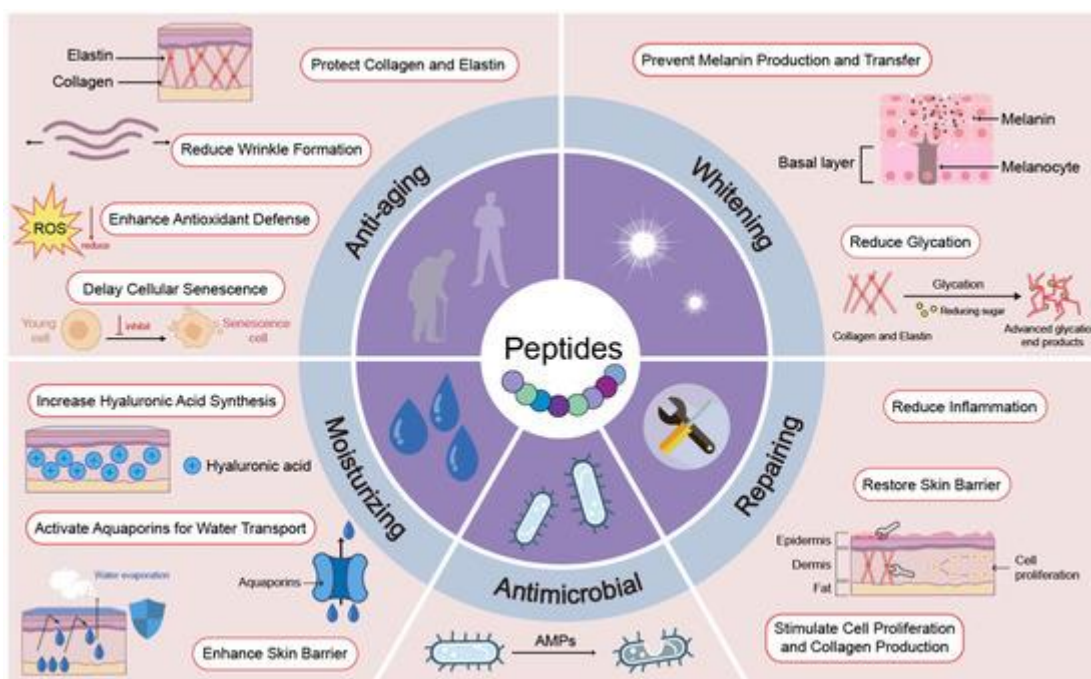 Elastin
Collagen
Protect Collagen and Elastin
Reduce Wrinkle Formation
ROS
reduce
Enhance Antioxidant Defense
Delay Cellular Senescence
Young
cell
inhibit
Senescence
cell
Anti-aging
Prevent Melanin Production and Transfer
Melanin
Basal layer
Melanocyte
Whitening
Reduce Glycation
Glycation
Reducing sugar
Collagen and Elastin
Advanced glycatio
end products
Peptides
Increase Hyaluronic Acid Synthesis
Hyaluronic acid
Activate Aquaporins for Water Transport
Water evaporation
Aquaporins
Enhance Skin Barrier
Moisturizing
Antimicrobial
AMPs
Repairing
Reduce Inflammation
Restore Skin Barrier
Epidermis
Dermis
Fat
Cell
proliferation
Stimulate Cell Proliferation
and Collagen Production